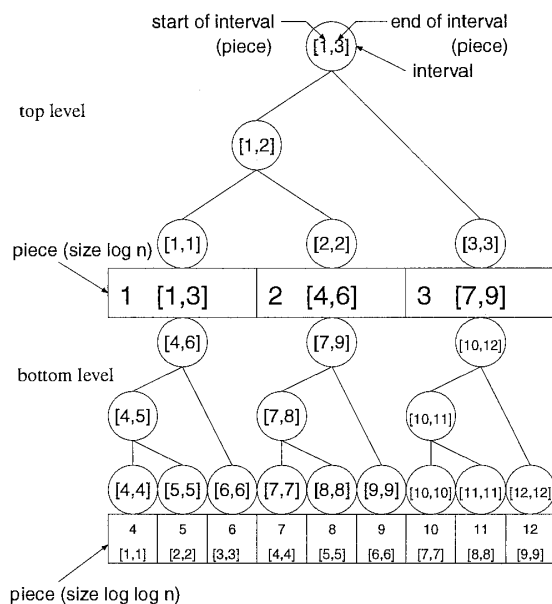 start of interval
end of interval
(piece)
[1,3]
(piece)
interval
top level
[1,2]
[1,1]
[2,2]
[3,3]
piece (size log n)
1 [1,3]
2 [4,6]
3 [7,9]
[4,6]
[7,9]
[10,12]
bottom level
[4,5]
[7,8]
[10,11]
[4,4]
[5,5]
[6,6]
[7,7]
[8,8]
[9,9]
[10,10]
[11,11]
[12,12]
4 5 6 7 8 9 10 11 12
[1,1] [2,2] [3,3] [4,4] [5,5] [6,6] [7,7] [8,8] [9,9]
piece (size log log n)